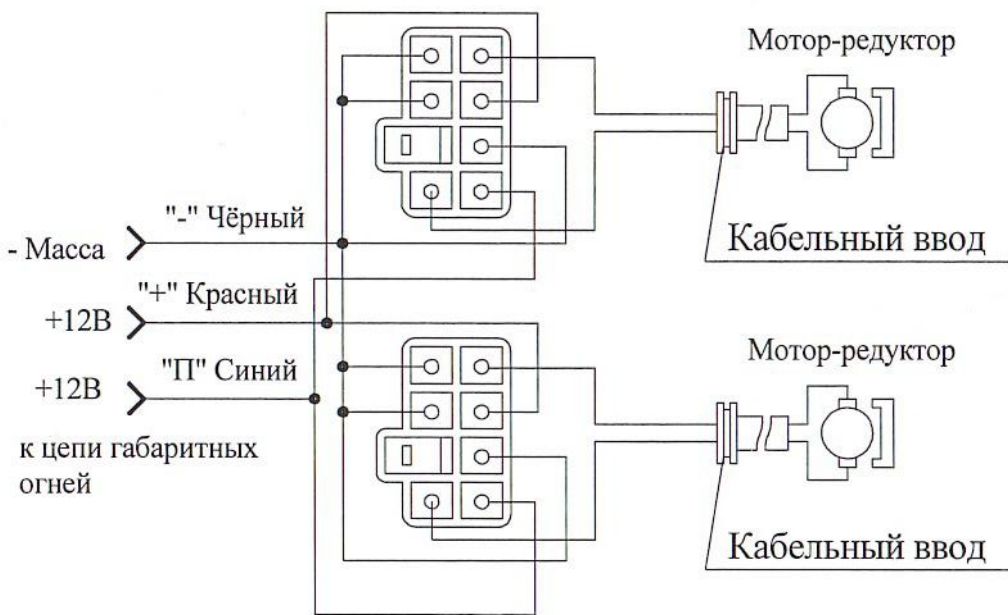 Мотор-редуктор
"-" Чёрный
- Масса
Кабельный ввод
"+" Красный
+12В
Мотор-редуктор
"П" Синий
+12В
к цепи габаритных
огней
Кабельный ввод